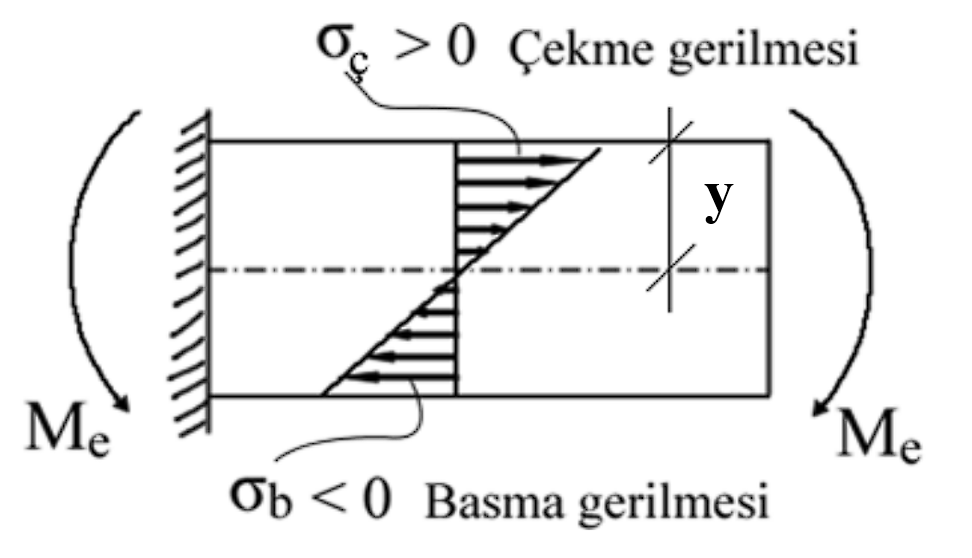 σç > 0 Çekme gerilmesi
y
Me
Me
σb < 0 Basma gerilmesi